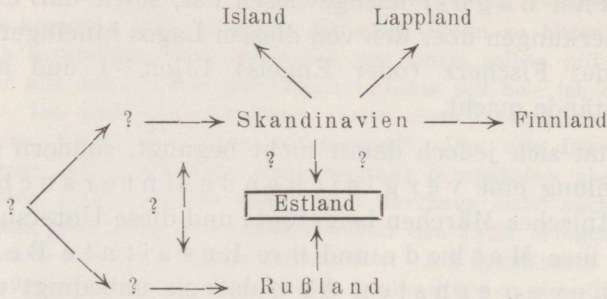 Island Lappland
? Skandinavien Finnland
? ?
? ? Estland
? Rußland